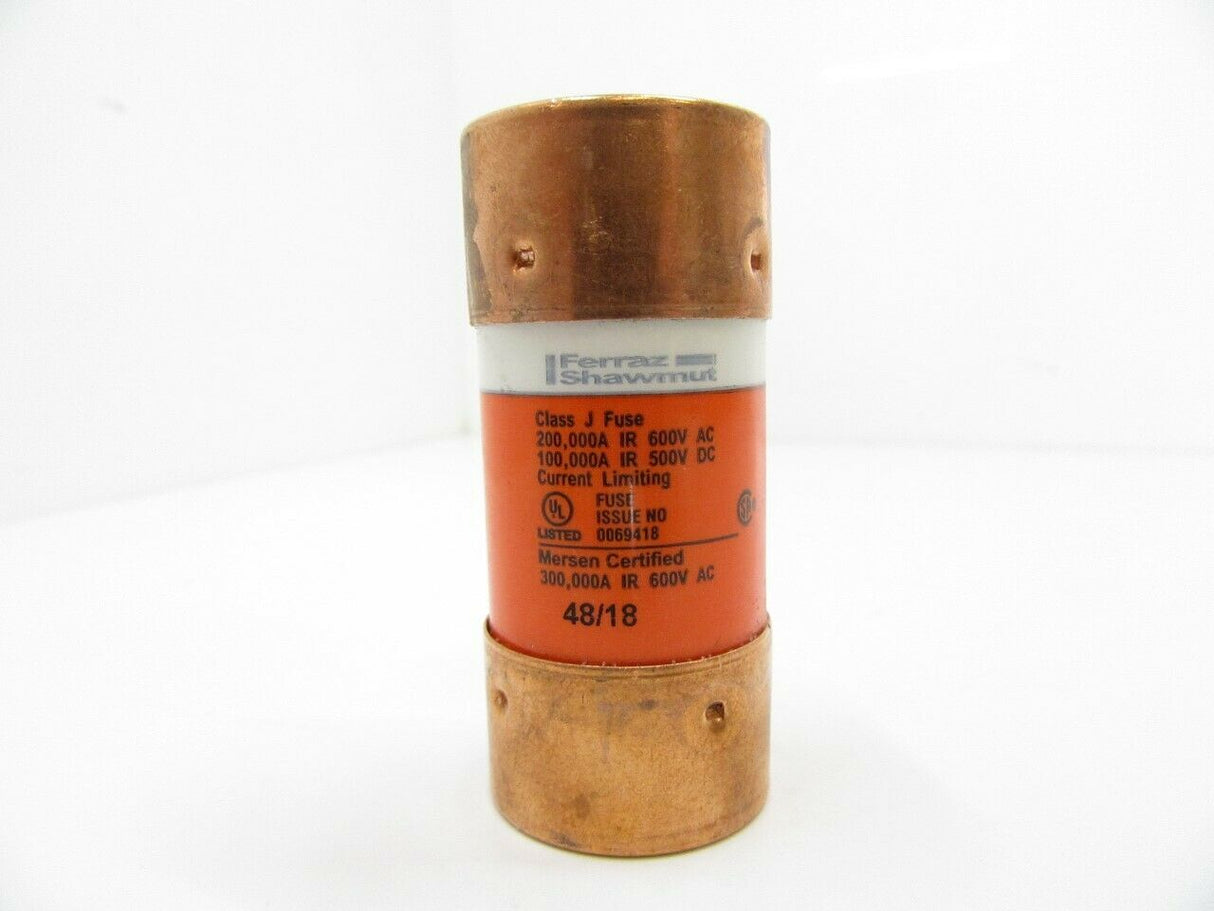 Ferraz
Shawmut
Class J Fuse
200,000A IR 600V AC
100,000A IR 500V DC
Current Limiting
UL FUSE
ISSUE NO
LISTED 0069418
Mersen Certified
300,000A IR 600V AC
48/18